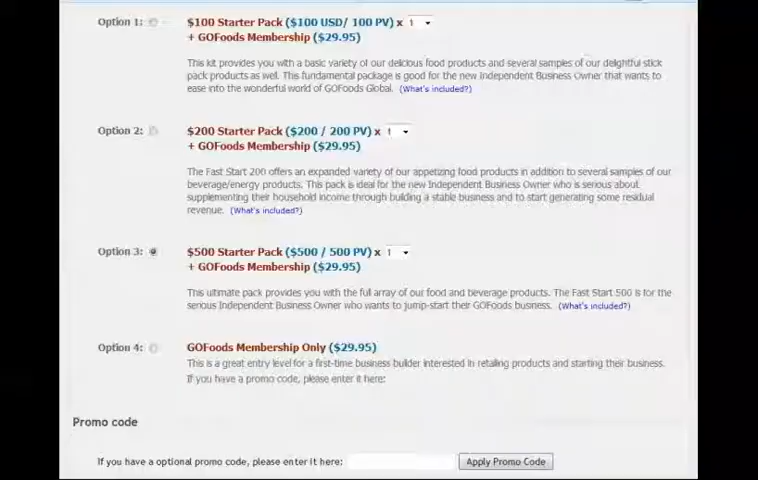 Option 1:
$100 Starter Pack ($100 USD/ 100 PV) x 1
+ GOFoods Membership ($29.95)
This kit provides you with a basic variety of our delicious food products and several samples of our delightful stick
pack products as well. This fundamental package is good for the new Independent Business Owner that wants to
ease into the wonderful world of GOFoods Global. (What's included?)
Option 2:
$200 Starter Pack ($200 / 200 PV) x 1
+ GOFoods Membership ($29.95)
The Fast Start 200 offers an expanded variety of our appetizing food products in addition to several samples of our
beverage/energy products. This pack is ideal for the new Independent Business Owner who is serious about
supplementing their household income through building a stable business and to start generating some residual
revenue. (What's included?)
Option 3:
$500 Starter Pack ($500 / 500 PV) x 1
+ GOFoods Membership ($29.95)
This ultimate pack provides you with the full array of our food and beverage products. The Fast Start 500 is for the
serious Independent Business Owner who wants to jump-start their GOFoods business. (What's included?)
Option 4:
GOFoods Membership Only ($29.95)
This is a great entry level for a first-time business builder interested in retailing products and starting their business.
If you have a promo code, please enter it here:
Promo code
If you have a optional promo code, please enter it here:
Apply Promo Code